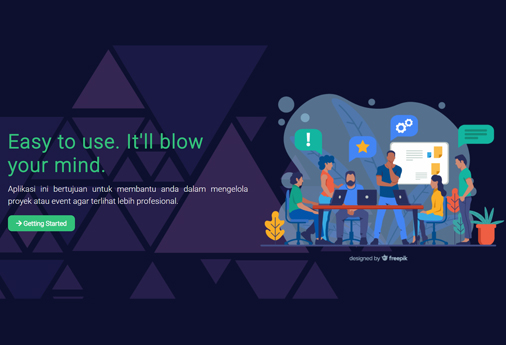 Easy to use. It'll blow
your mind.
Aplikasi ini bertujuan untuk membantu anda dalam mengelola
proyek atau event agar terlihat lebih profesional.
Getting Started
designed by freepik